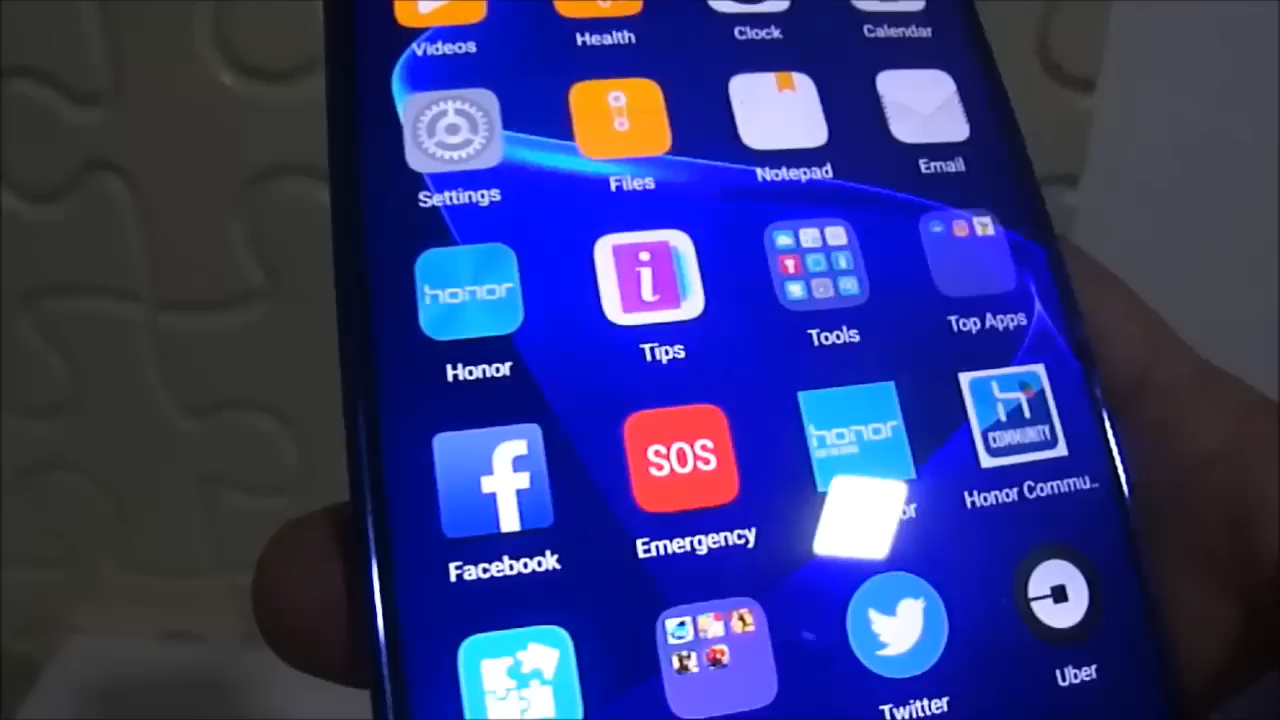 Videos Health Clock Calendar
Settings Files Notepad Email
honor i
Honor Tips Tools Top Apps
f SOS honor COMMUNITY
Facebook Emergency Honor Commu..
Twitter Uber